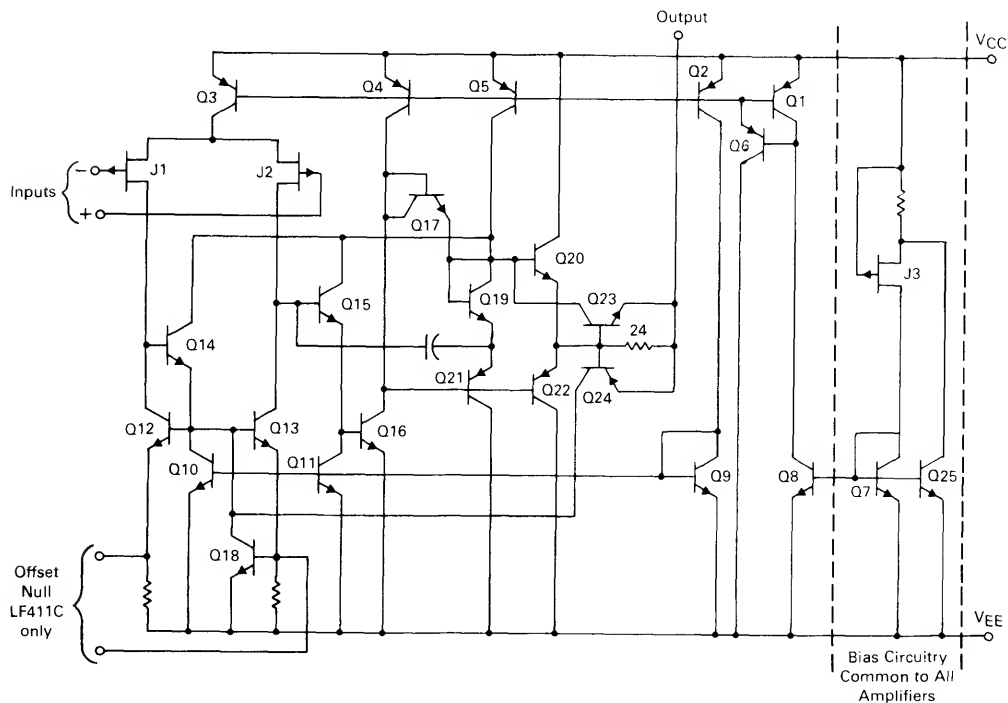 Output
VCC
Q3
Q4
Q5
Q2
Q1
Q6
J1
J2
J3
Inputs
−
+
Q17
Q20
Q15
Q19
Q23
24
Q14
Q21
Q22
Q24
Q12
Q13
Q16
Q10
Q11
Q9
Q8
Q7
Q25
Q18
Offset
Null
LF411C
only
VEE
Bias Circuitry
Common to All
Amplifiers